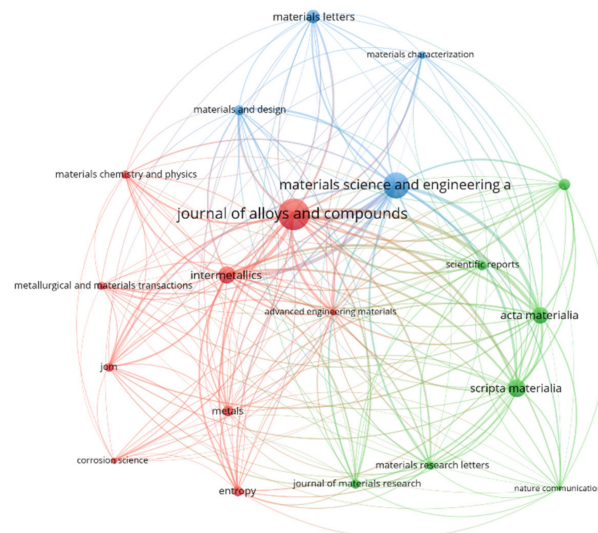 materials letters
materials characterization
materials and design
materials chemistry and physics
materials science and engineering a
journal of alloys and compounds
scientific reports
intermetallics
metallurgical and materials transactions
advanced engineering materials
acta materialia
jom
scripta materialia
metals
corrosion science
materials research letters
journal of materials research
entropy
nature communicatio